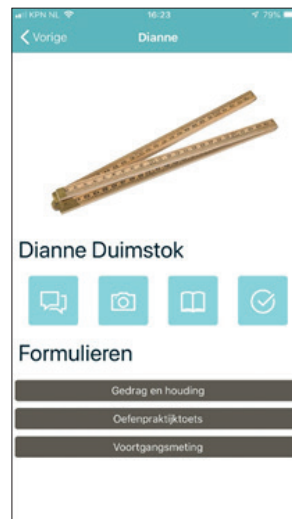 KPN NL
16:23
79%
Vorige
Dianne
Dianne Duimstok
Formulieren
Gedrag en houding
Oefenpraktijktoets
Voortgangsmeting